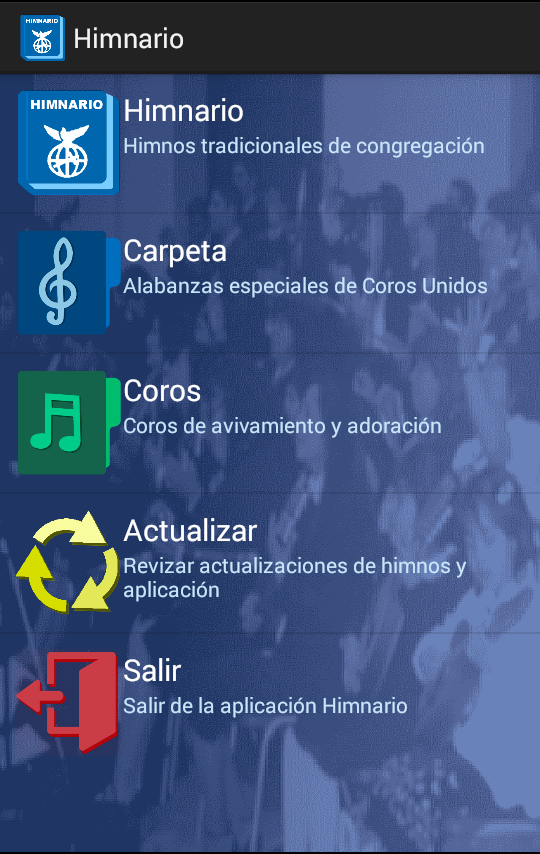 HIMNARIO
Himnario
HIMNARIO
Himnario
Himnos tradicionales de congregación
Carpeta
Alabanzas especiales de Coros Unidos
Coros
Coros de avivamiento y adoración
Actualizar
Revizar actualizaciones de himnos y
aplicación
Salir
Salir de la aplicación Himnario